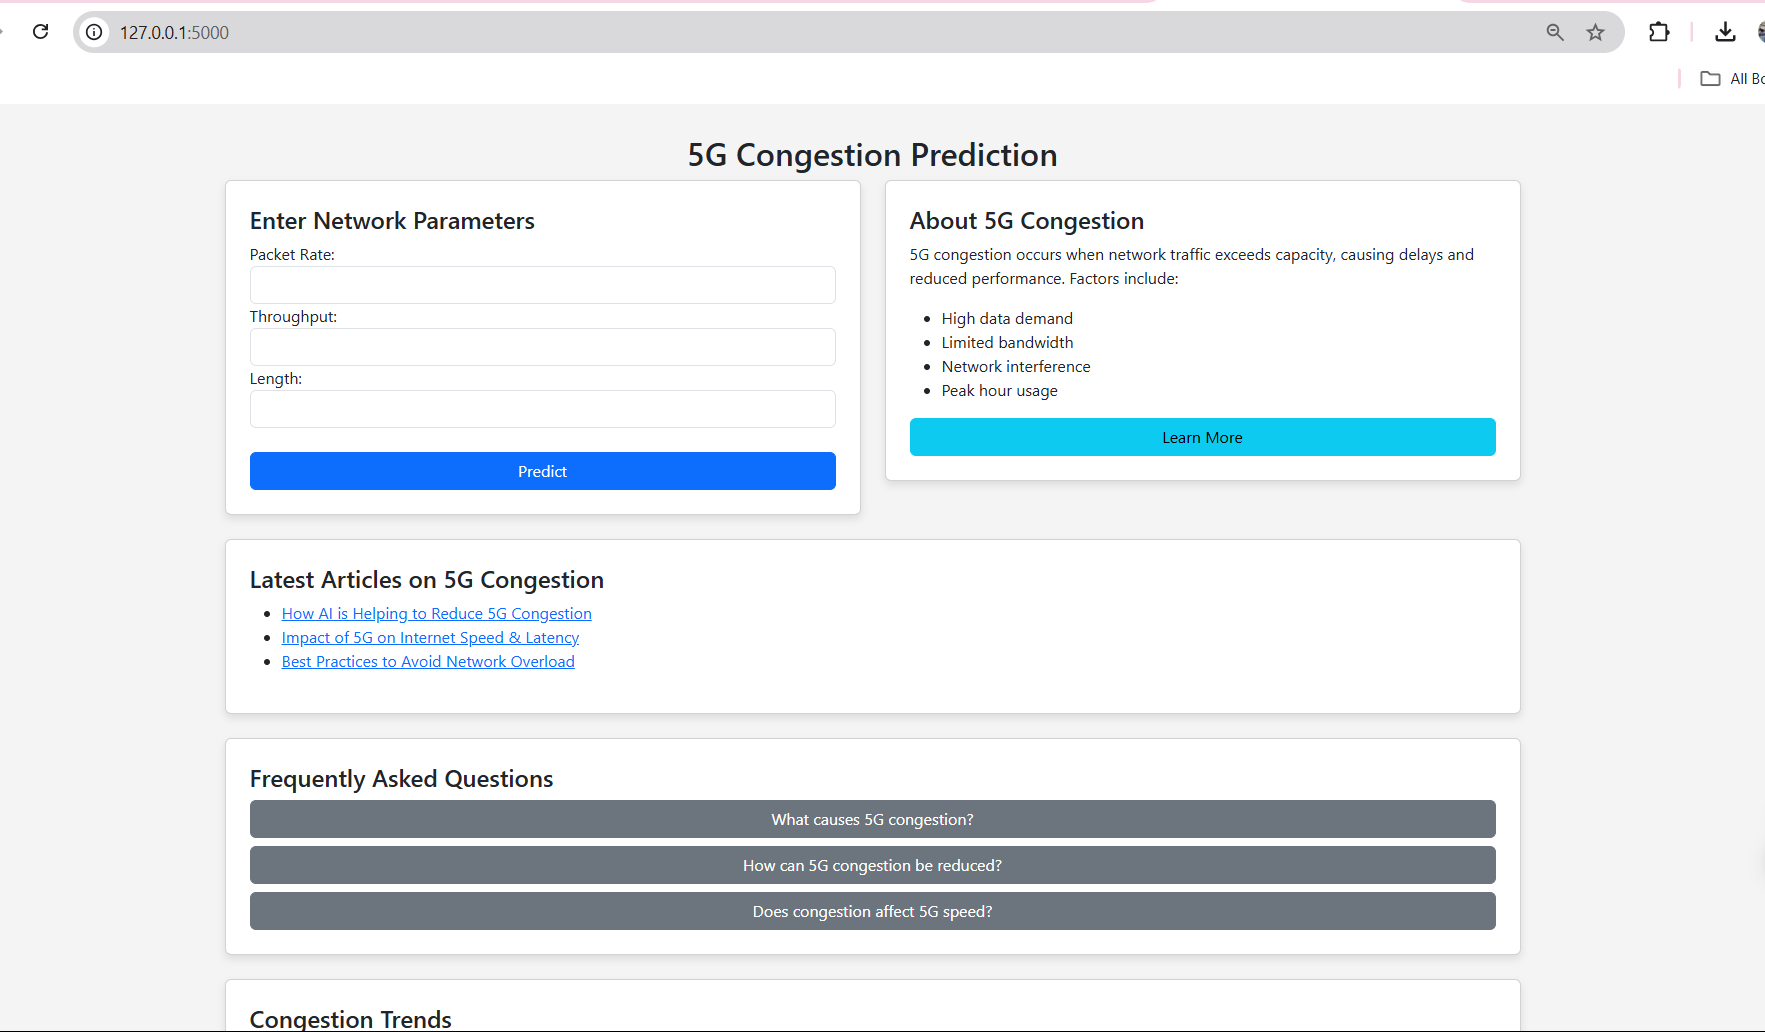 127.0.0.1:5000
All Bo
5G Congestion Prediction
Enter Network Parameters
Packet Rate:
Throughput:
Length:
Predict
About 5G Congestion
5G congestion occurs when network traffic exceeds capacity, causing delays and
reduced performance. Factors include:
High data demand
Limited bandwidth
Network interference
Peak hour usage
Learn More
Latest Articles on 5G Congestion
How AI is Helping to Reduce 5G Congestion
Impact of 5G on Internet Speed & Latency
Best Practices to Avoid Network Overload
Frequently Asked Questions
What causes 5G congestion?
How can 5G congestion be reduced?
Does congestion affect 5G speed?
Congestion Trends